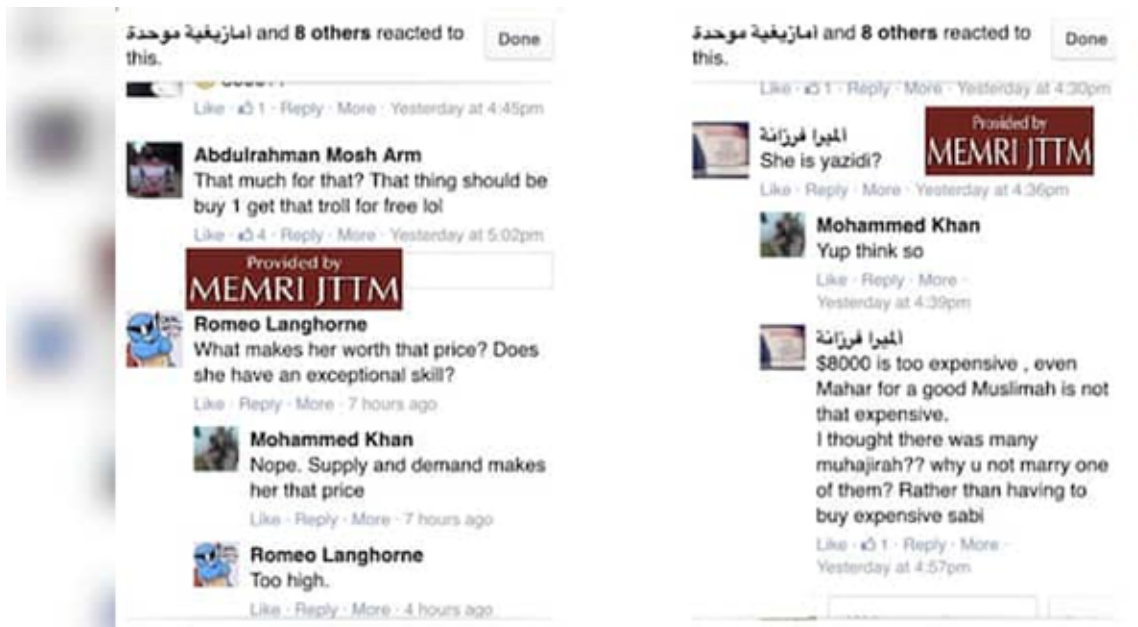 امازيغية موحدة and 8 others reacted to
this.
Done
Like · 1 · Reply · More · Yesterday at 4:45pm
Abdulrahman Mosh Arm
That much for that? That thing should be
buy 1 get that troll for free lol
Like · 4 · Reply · More · Yesterday at 5:02pm
Provided by
MEMRI JTTM
Romeo Langhorne
What makes her worth that price? Does
she have an exceptional skill?
Like · Reply · More · 7 hours ago
Mohammed Khan
Nope. Supply and demand makes
her that price
Like · Reply · More · 7 hours ago
Romeo Langhorne
Too high.
Like · Reply · More · 4 hours ago
امازيغية موحدة and 8 others reacted to
this.
Done
Like · 1 · Reply · More · Yesterday at 4:30pm
Provided by
MEMRI JTTM
الميرا فرزانة
She is yazidi?
Like · Reply · More · Yesterday at 4:36pm
Mohammed Khan
Yup think so
Like · Reply · More ·
Yesterday at 4:39pm
الميرا فرزانة
$8000 is too expensive , even
Mahar for a good Muslimah is not
that expensive.
I thought there was many
muhajirah?? why u not marry one
of them? Rather than having to
buy expensive sabi
Like · 1 · Reply · More ·
Yesterday at 4:57pm